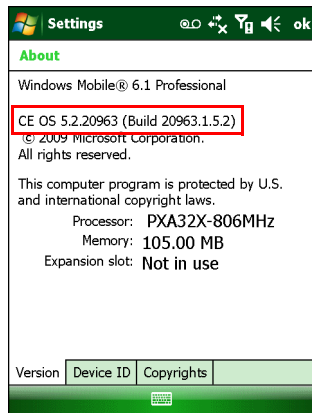 Settings
ok
About
Windows Mobile® 6.1 Professional
CE OS 5.2.20963 (Build 20963.1.5.2)
© 2009 Microsoft Corporation.
All rights reserved.
This computer program is protected by U.S.
and international copyright laws.
Processor: PXA32X-806MHz
Memory: 105.00 MB
Expansion slot: Not in use
Version Device ID Copyrights